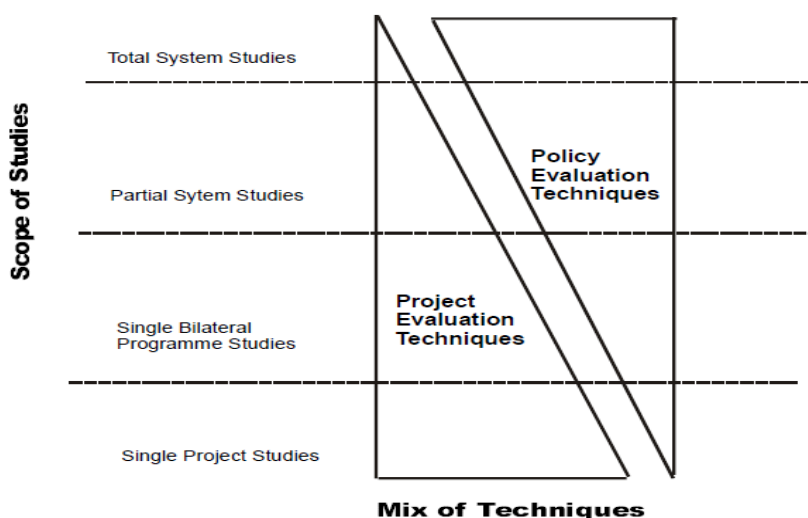 Total System Studies
Scope of Studies
Policy
Evaluation
Techniques
Partial Sytem Studies
Project
Evaluation
Techniques
Single Bilateral
Programme Studies
Single Project Studies
Mix of Techniques